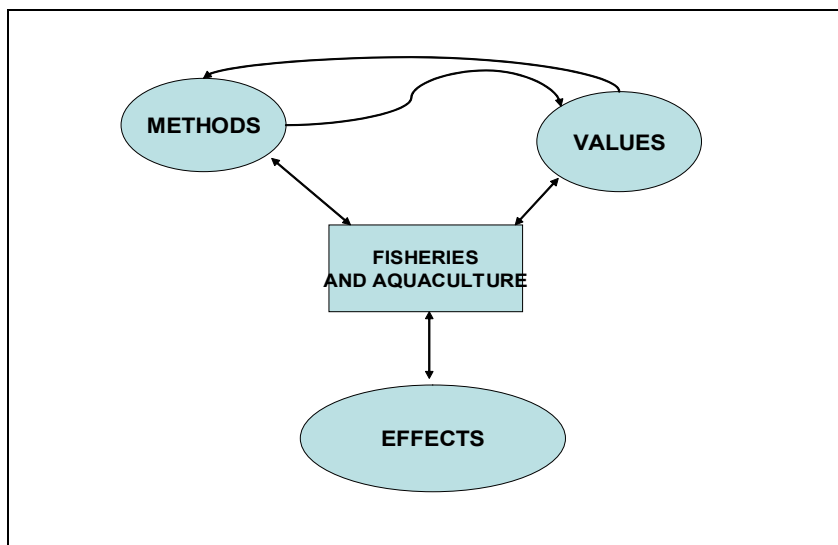 METHODS
VALUES
FISHERIES
AND AQUACULTURE
EFFECTS